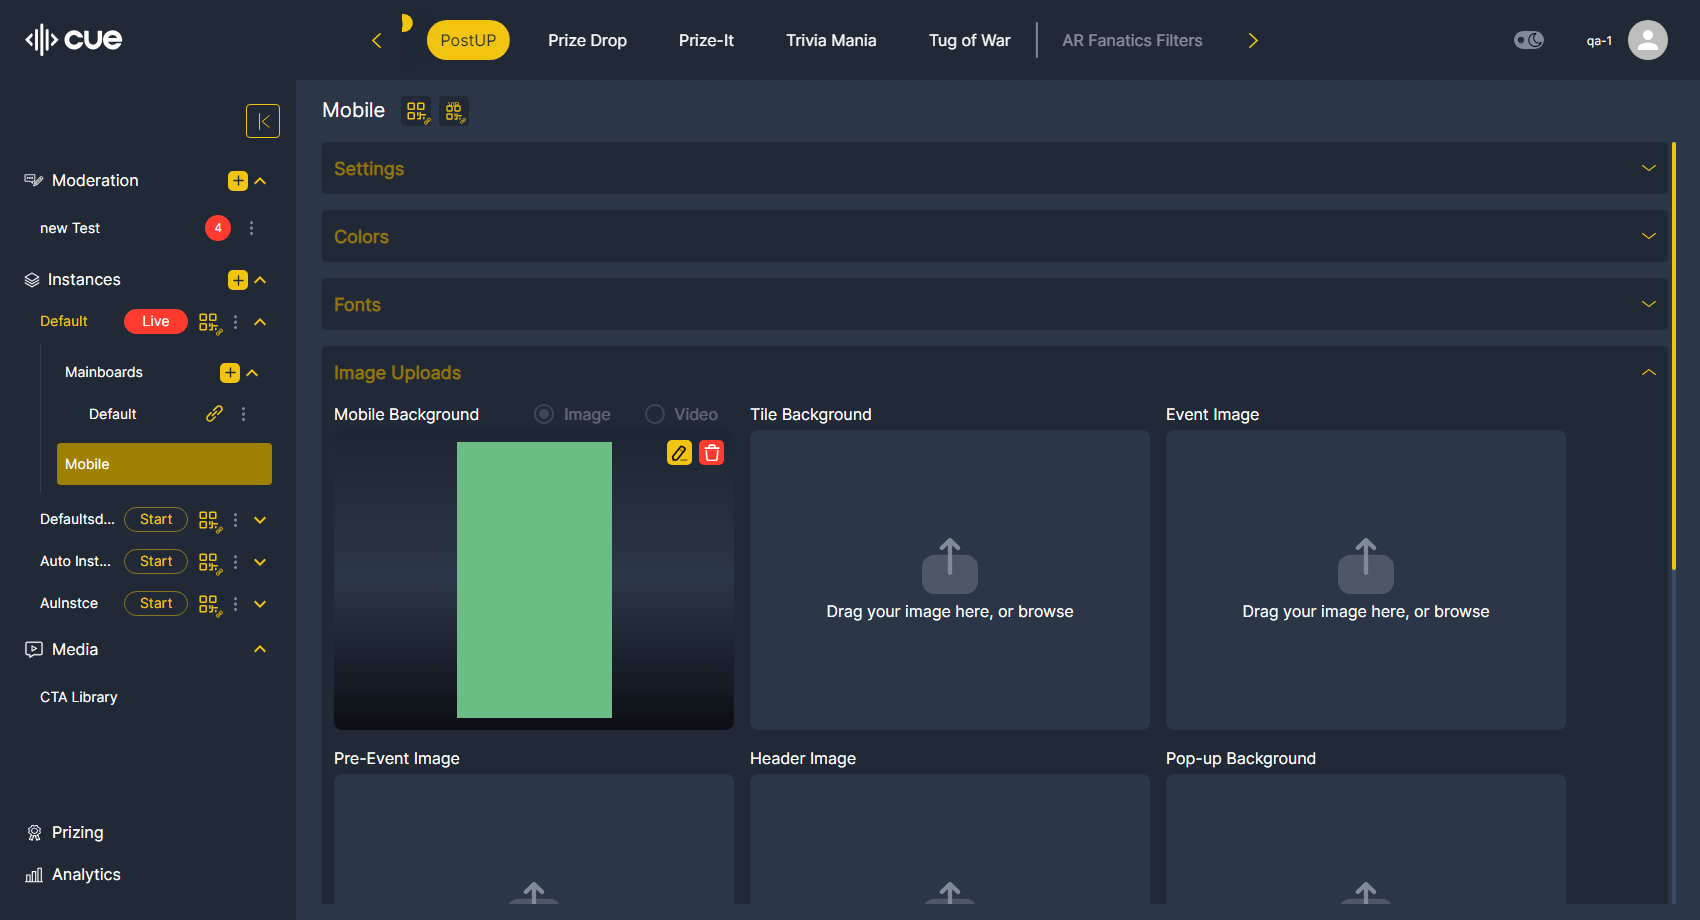 cue
PostUP
Prize Drop
Prize-It
Trivia Mania
Tug of War
AR Fanatics Filters
qa-1
Moderation
new Test
4
Instances
Default
Live
Mainboards
Default
Mobile
Defaultsd...
Start
Auto Inst...
Start
AuInstce
Start
Media
CTA Library
Prizing
Analytics
Mobile
VIP
Settings
Colors
Fonts
Image Uploads
Mobile Background
Image
Video
Tile Background
Event Image
Drag your image here, or browse
Drag your image here, or browse
Pre-Event Image
Header Image
Pop-up Background